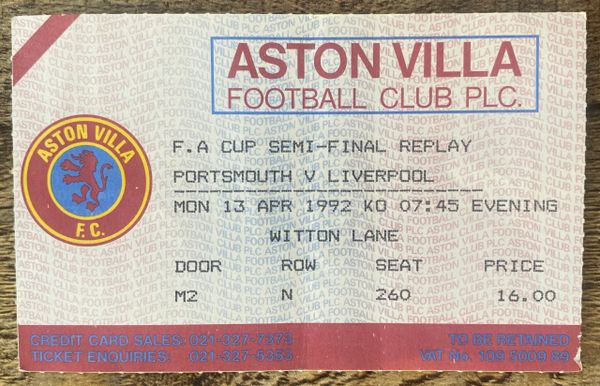 ASTON VILLA
FOOTBALL CLUB PLC.
ASTON VILLA
F.C.
F.A CUP SEMI-FINAL REPLAY
PORTSMOUTH V LIVERPOOL
MON 13 APR 1992 KO 07:45 EVENING
WITTON LANE
DOOR ROW SEAT PRICE
M2 N 260 16.00
CREDIT CARD SALES: 021-327-7373 TO BE RETAINED
TICKET ENQUIRIES: 021-327-5353 VAT No. 109 5009 89